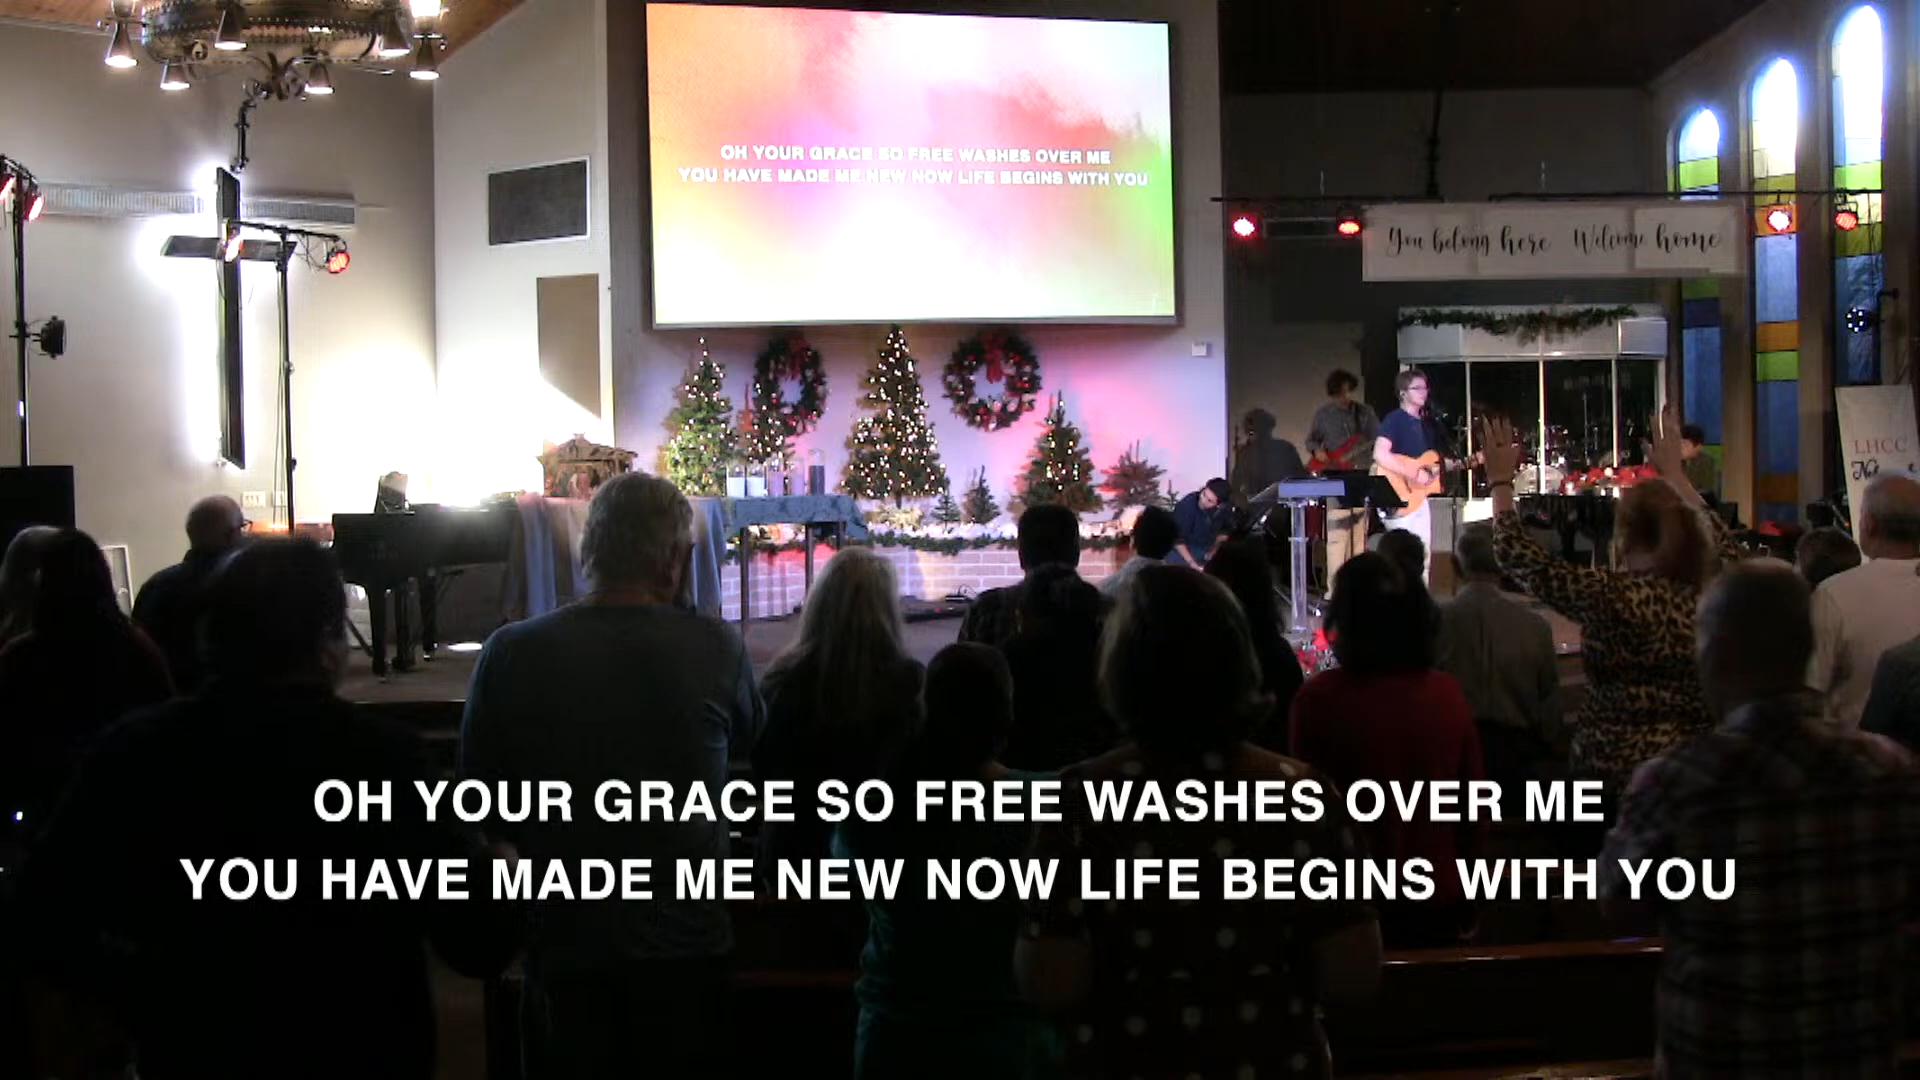 OH YOUR GRACE SO FREE WASHES OVER ME
YOU HAVE MADE ME NEW NOW LIFE BEGINS WITH YOU
You belong here Welcome home
LHCC
OH YOUR GRACE SO FREE WASHES OVER ME
YOU HAVE MADE ME NEW NOW LIFE BEGINS WITH YOU